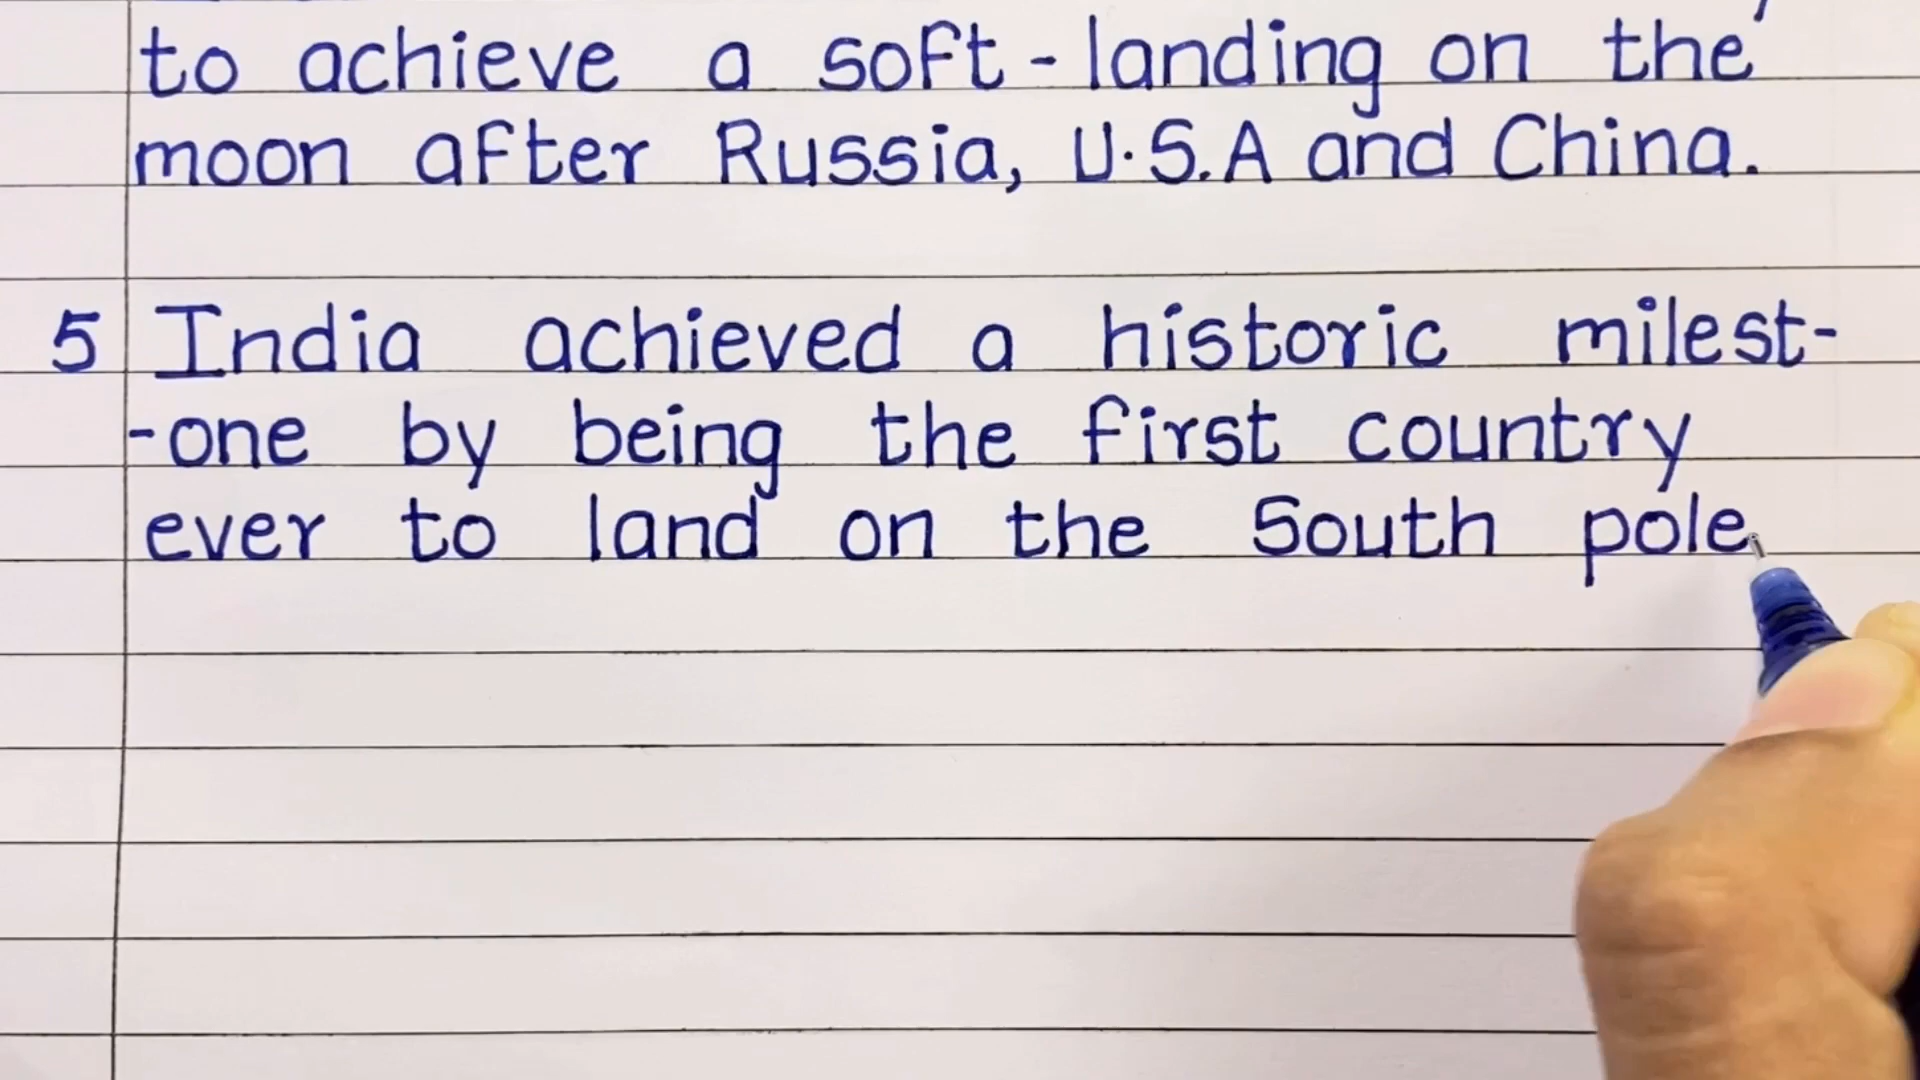 to achieve a soft-landing on the
moon after Russia, U.S.A and China.
5 India achieved a historic milest-
-one by being the first country
ever to land on the South pole